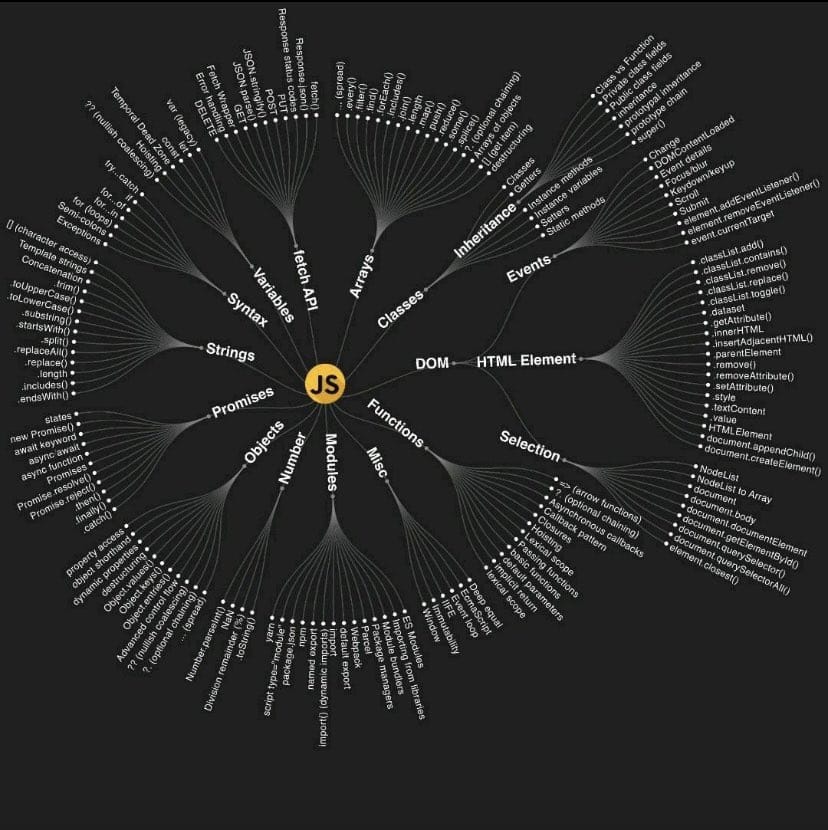 JS
fetch API
fetch()
Response.json()
Response status codes
PUT
POST
JSON.stringify()
JSON.parse()
GET
Fetch Wrapper
Error handling
DELETE
Arrays
... (spread)
.every()
.filter()
.find()
.forEach()
.includes()
.join()
.length
.map()
.push()
.reduce()
.some()
.splice()
?. (optional chaining)
Arrays of objects
[] (get item)
destructuring
Classes
Classes
Getters
Inheritance
Class vs Function
Private class fields
Public class fields
inheritance
prototypal inheritance
prototype chain
super()
Instance methods
Instance variables
Setters
Static methods
DOM
Events
Change
DOMContentLoaded
Event details
Focus/blur
Keydown/keyup
Scroll
Submit
element.addEventListener()
element.removeEventListener()
event.currentTarget
HTML Element
.classList.add()
.classList.contains()
.classList.remove()
.classList.replace()
.classList.toggle()
.dataset
.getAttribute()
.innerHTML
.insertAdjacentHTML()
.parentElement
.remove()
.removeAttribute()
.setAttribute()
.style
.textContent
.value
HTMLElement
document.appendChild()
document.createElement()
Selection
NodeList
NodeList to Array
document
document.body
document.documentElement
document.getElementById()
document.querySelector()
document.querySelectorAll()
element.closest()
Functions
=> (arrow functions)
?. (optional chaining)
Asynchronous callbacks
Callback pattern
Closures
Hoisting
Lexical scope
Passing functions
basic functions
default parameters
implicit return
lexical scope
Misc
Deep equal
EcmaScript
Event loop
IIFE
Immutability
Window
Modules
ES Modules
Importing from libraries
Module bundlers
Package managers
Parcel
Webpack
default export
import
import() (dynamic imports)
named export
npm
package.json
script type="module"
yarn
Number
.toString()
Division remainder (%)
NaN
Number.parseInt()
Objects
... (spread)
?. (optional chaining)
?? (nullish coalescing)
Advanced control flow
Object.entries()
Object.keys()
Object.values()
destructuring
dynamic properties
object shorthand
property access
Promises
.catch()
.finally()
.then()
Promise.reject()
Promise.resolve()
Promises
async function
async/await
await keyword
new Promise()
states
Strings
.endsWith()
.includes()
.length
.replace()
.replaceAll()
.split()
.startsWith()
.substring()
.toLowerCase()
.toUpperCase()
.trim()
Concatenation
Template strings
[] (character access)
Syntax
Exceptions
Semi-colons
for (loops)
for..in
for...of
try...catch
Variables
?? (nullish coalescing)
Hoisting
Temporal Dead Zone
const
let
var (legacy)